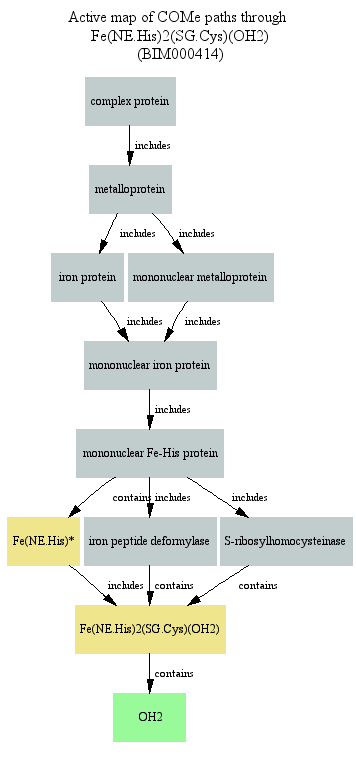 Active map of COMe paths through
Fe(NE.His)2(SG.Cys)(OH2)
(BIM000414)
complex protein
includes
metalloprotein
includes includes
iron protein mononuclear metalloprotein
includes includes
mononuclear iron protein
includes
mononuclear Fe-His protein
contains includes includes
Fe(NE.His)* iron peptide deformylase S-ribosylhomocysteinase
includes contains contains
Fe(NE.His)2(SG.Cys)(OH2)
contains
OH2